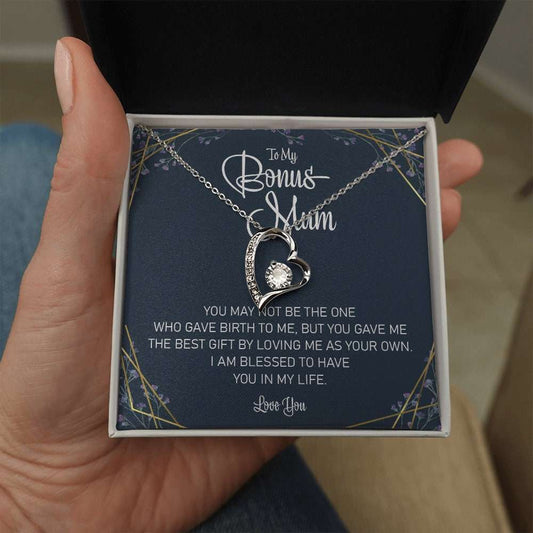 To My
Bonus
Mum
YOU MAY NOT BE THE ONE
WHO GAVE BIRTH TO ME, BUT YOU GAVE ME
THE BEST GIFT BY LOVING ME AS YOUR OWN.
I AM BLESSED TO HAVE
YOU IN MY LIFE.
Love You